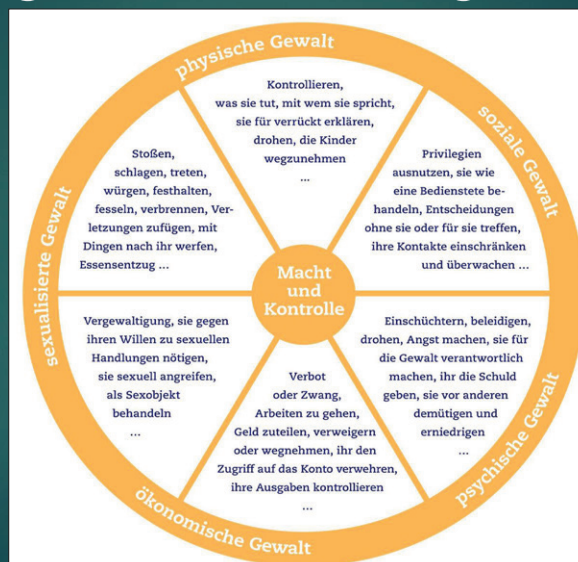 physische Gewalt
Kontrollieren,
was sie tut, mit wem sie spricht,
sie für verrückt erklären,
drohen, die Kinder
wegzunehmen
...
soziale Gewalt
Privilegien
ausnutzen, sie wie
eine Bedienstete be-
handeln, Entscheidungen
ohne sie oder für sie treffen,
ihre Kontakte einschränken
und überwachen ...
psychische Gewalt
Einschüchtern, beleidigen,
drohen, Angst machen, sie für
die Gewalt verantwortlich
machen, ihr die Schuld
geben, sie vor anderen
demütigen und
erniedrigen
...
ökonomische Gewalt
Verbot
oder Zwang,
Arbeiten zu gehen,
Geld zuteilen, verweigern
oder wegnehmen, ihr den
Zugriff auf das Konto verwehren,
ihre Ausgaben kontrollieren
...
sexualisierte Gewalt
Vergewaltigung, sie gegen
ihren Willen zu sexuellen
Handlungen nötigen,
sie sexuell angreifen,
als Sexobjekt
behandeln
...
Stoßen,
schlagen, treten,
würgen, festhalten,
fesseln, verbrennen, Ver-
letzungen zufügen, mit
Dingen nach ihr werfen,
Essensentzug ...
Macht
und
Kontrolle